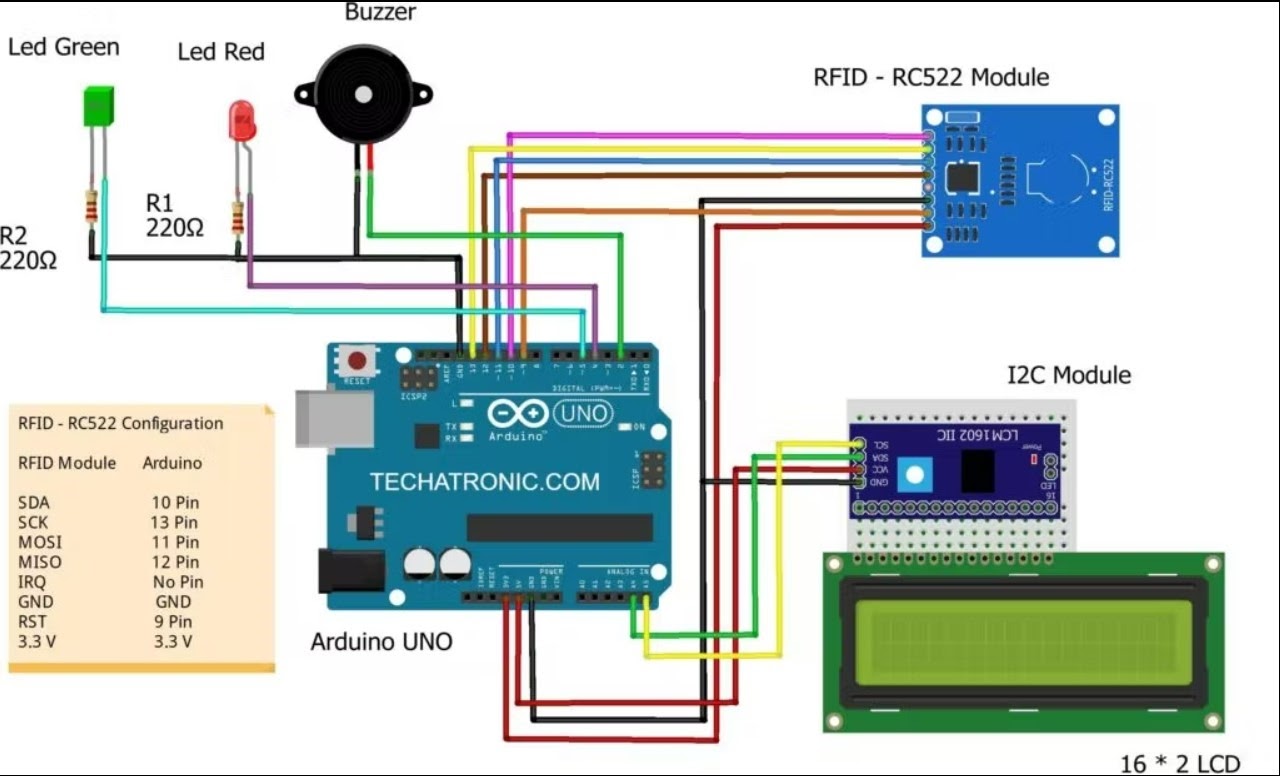 Buzzer
Led Green
Led Red
RFID - RC522 Module
RFID-RC522
R1
220Ω
R2
220Ω
RESET
ICSP2
AREF
GND
13
12
~11
~10
~9
8
7
~6
~5
4
~3
2
TX0▶1
RX0◀0
DIGITAL (PWM~)
L
TX
RX
UNO
ON
Arduino™
ICSP
TECHATRONIC.COM
IOREF
RESET
3V3
5V
GND
GND
VIN
POWER
ANALOG IN
A0
A1
A2
A3
A4
A5
Arduino UNO
RFID - RC522 Configuration
RFID Module Arduino
SDA 10 Pin
SCK 13 Pin
MOSI 11 Pin
MISO 12 Pin
IRQ No Pin
GND GND
RST 9 Pin
3.3 V 3.3 V
I2C Module
LCM1602 IIC
SCL
SDA
VCC
GND
Power
LED
1
16
16 * 2 LCD